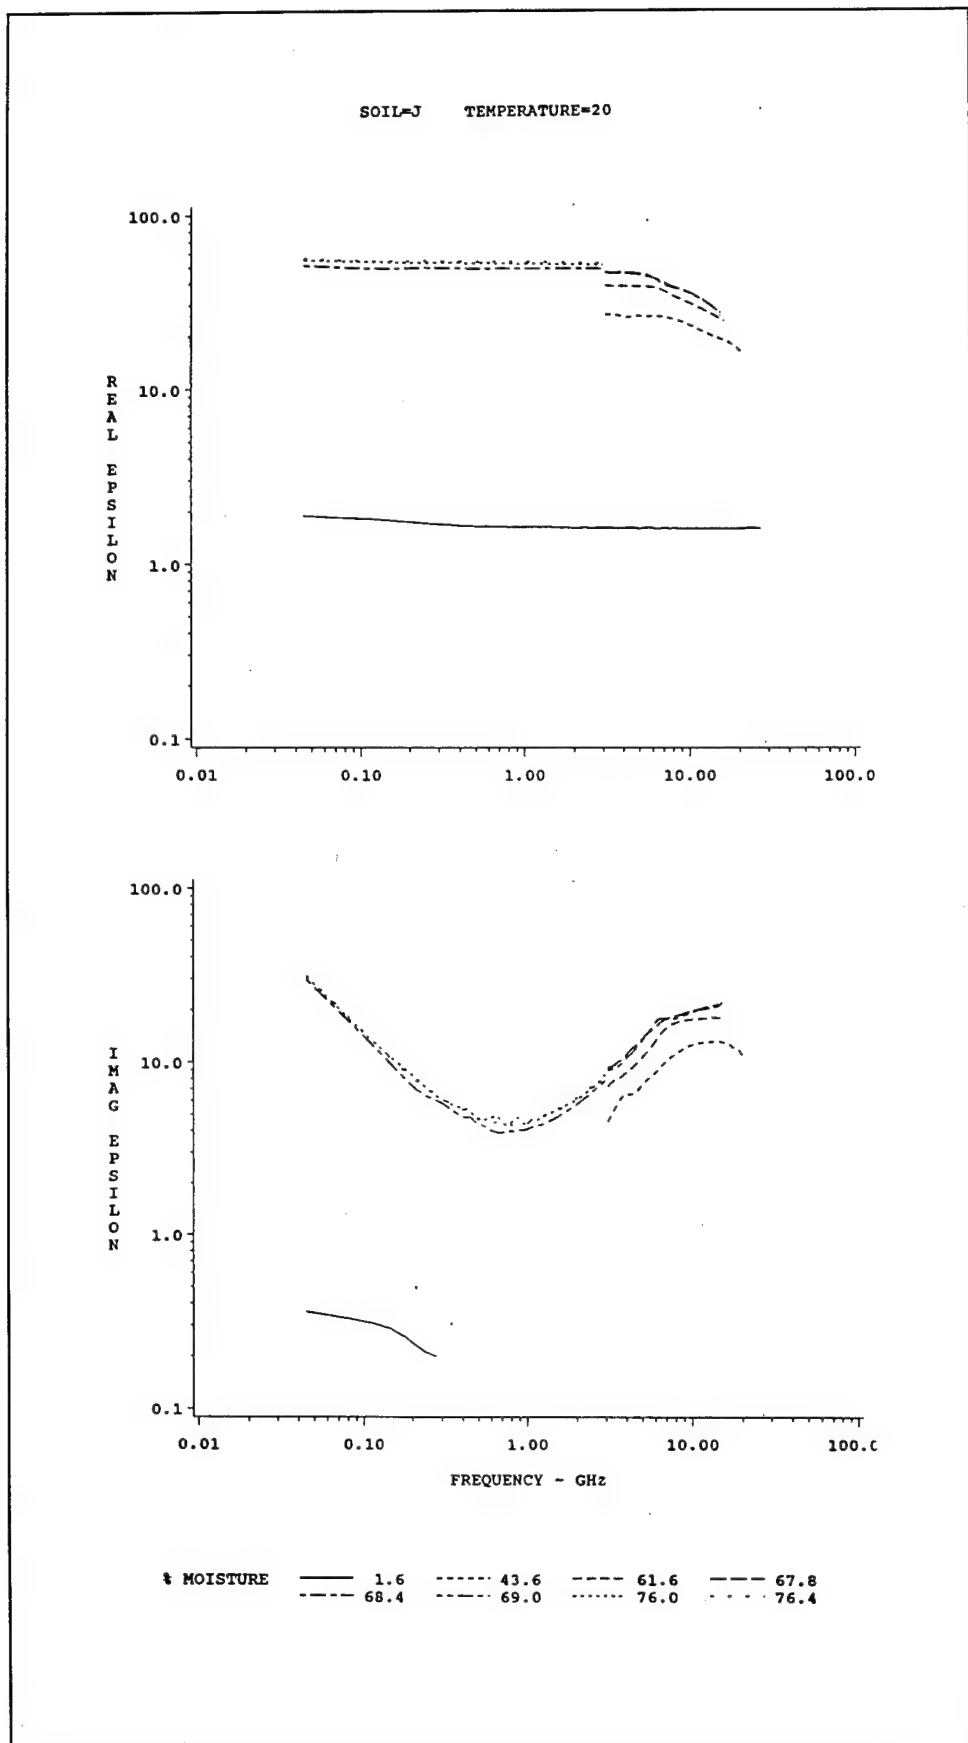 SOIL=J TEMPERATURE=20
100.0
10.0
1.0
0.1
REAL EPSILON
0.01 0.10 1.00 10.00 100.0
100.0
10.0
1.0
0.1
IMAG EPSILON
0.01 0.10 1.00 10.00 100.0
FREQUENCY - GHz
% MOISTURE 1.6 43.6 61.6 67.8
68.4 69.0 76.0 76.4